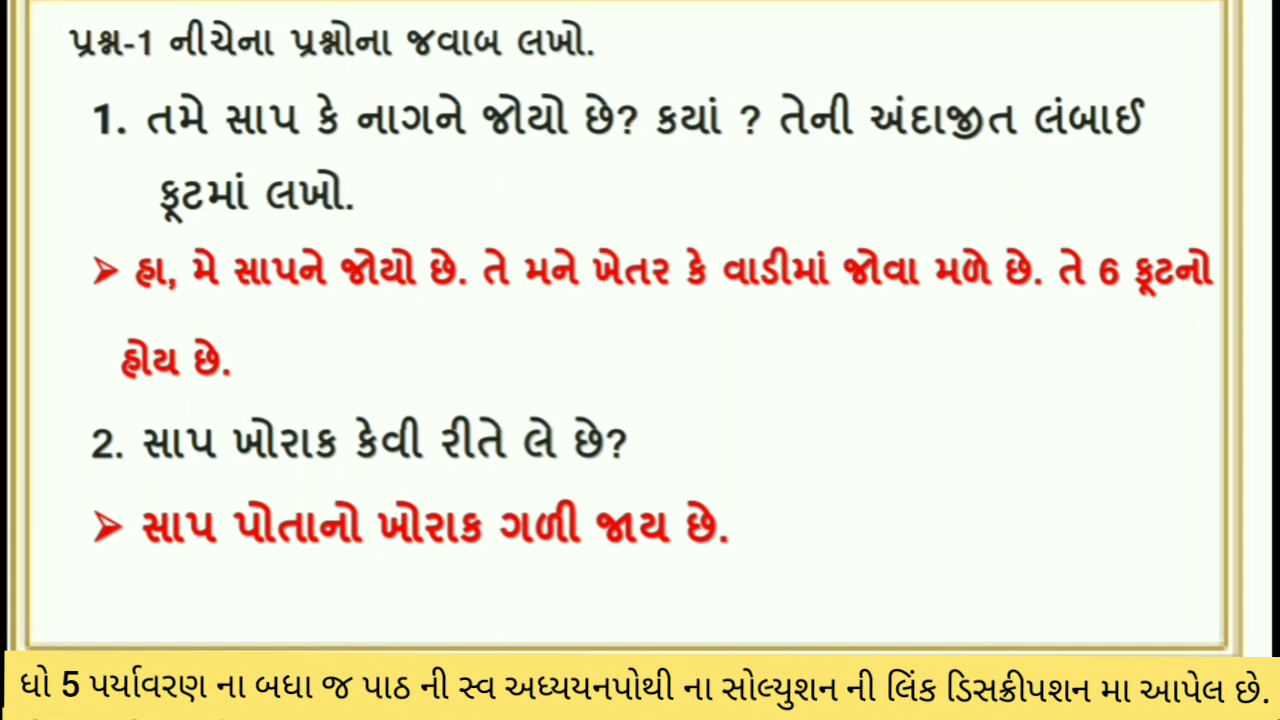 પ્રશ્ન-1 નીચેના પ્રશ્નોના જવાબ લખો.
1. તમે સાપ કે નાગને જોયો છે? કયાં ? તેની અંદાજીત લંબાઈ
ફૂટમાં લખો.
➢ હા, મે સાપને જોયો છે. તે મને ખેતર કે વાડીમાં જોવા મળે છે. તે 6 ફૂટનો
હોય છે.
2. સાપ ખોરાક કેવી રીતે લે છે?
➢ સાપ પોતાનો ખોરાક ગળી જાય છે.
ધો 5 પર્યાવરણ ના બધા જ પાઠ ની સ્વ અધ્યયનપોથી ના સોલ્યુશન ની લિંક ડિસક્રીપશન મા આપેલ છે.